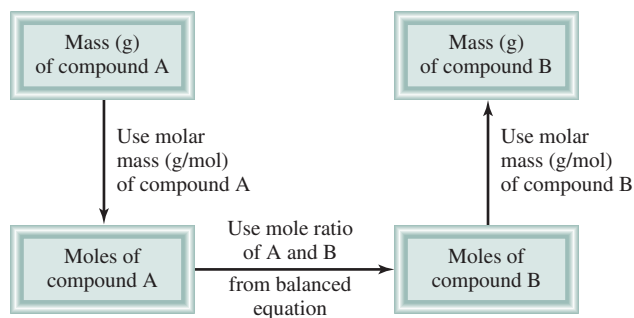 Mass (g)
of compound A
Mass (g)
of compound B
Use molar
mass (g/mol)
of compound A
Use molar
mass (g/mol)
of compound B
Moles of
compound A
Use mole ratio
of A and B
from balanced
equation
Moles of
compound B